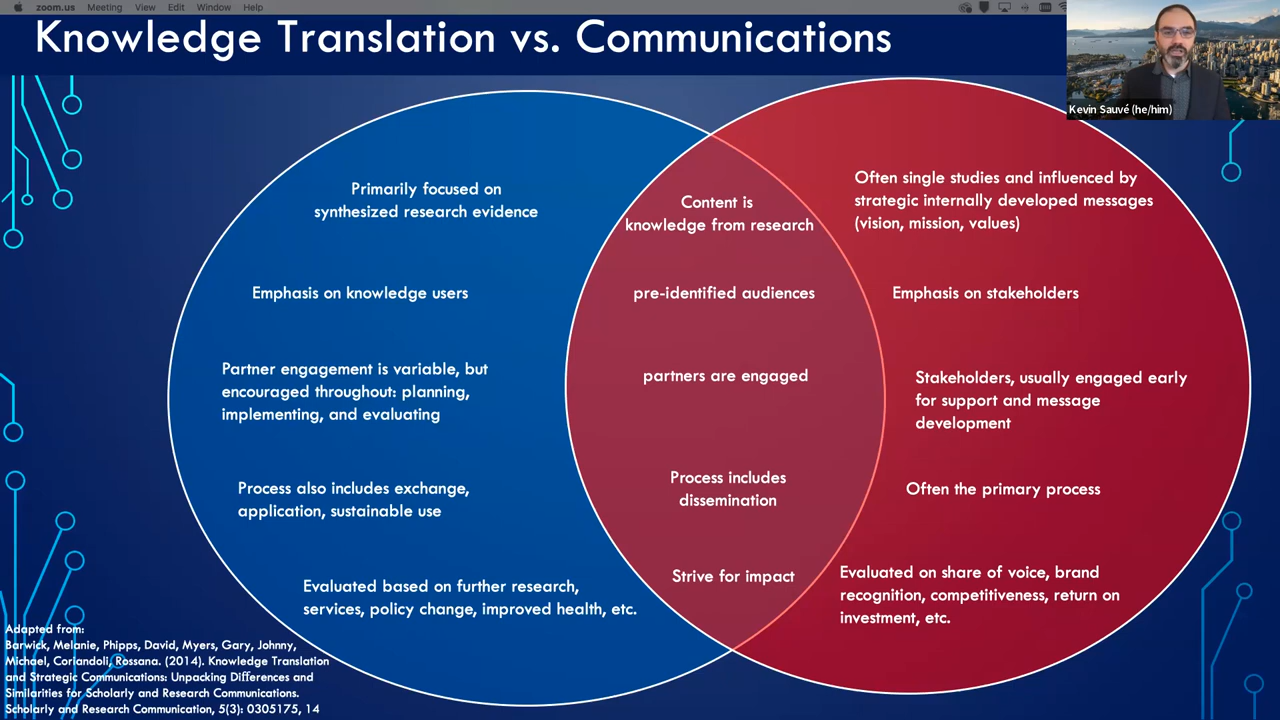 zoom.us Meeting View Edit Window Help
Knowledge Translation vs. Communications
Kevin Sauvé (he/him)
Primarily focused on
synthesized research evidence
Content is
knowledge from research
Often single studies and influenced by
strategic internally developed messages
(vision, mission, values)
Emphasis on knowledge users
pre-identified audiences
Emphasis on stakeholders
Partner engagement is variable, but
encouraged throughout: planning,
implementing, and evaluating
partners are engaged
Stakeholders, usually engaged early
for support and message
development
Process also includes exchange,
application, sustainable use
Process includes
dissemination
Often the primary process
Evaluated based on further research,
services, policy change, improved health, etc.
Strive for impact
Evaluated on share of voice, brand
recognition, competitiveness, return on
investment, etc.
Adapted from:
Barwick, Melanie, Phipps, David, Myers, Gary, Johnny,
Michael, Corlandoli, Rossana. (2014). Knowledge Translation
and Strategic Communications: Unpacking Differences and
Similarities for Scholarly and Research Communications.
Scholarly and Research Communication, 5(3): 0305175, 14